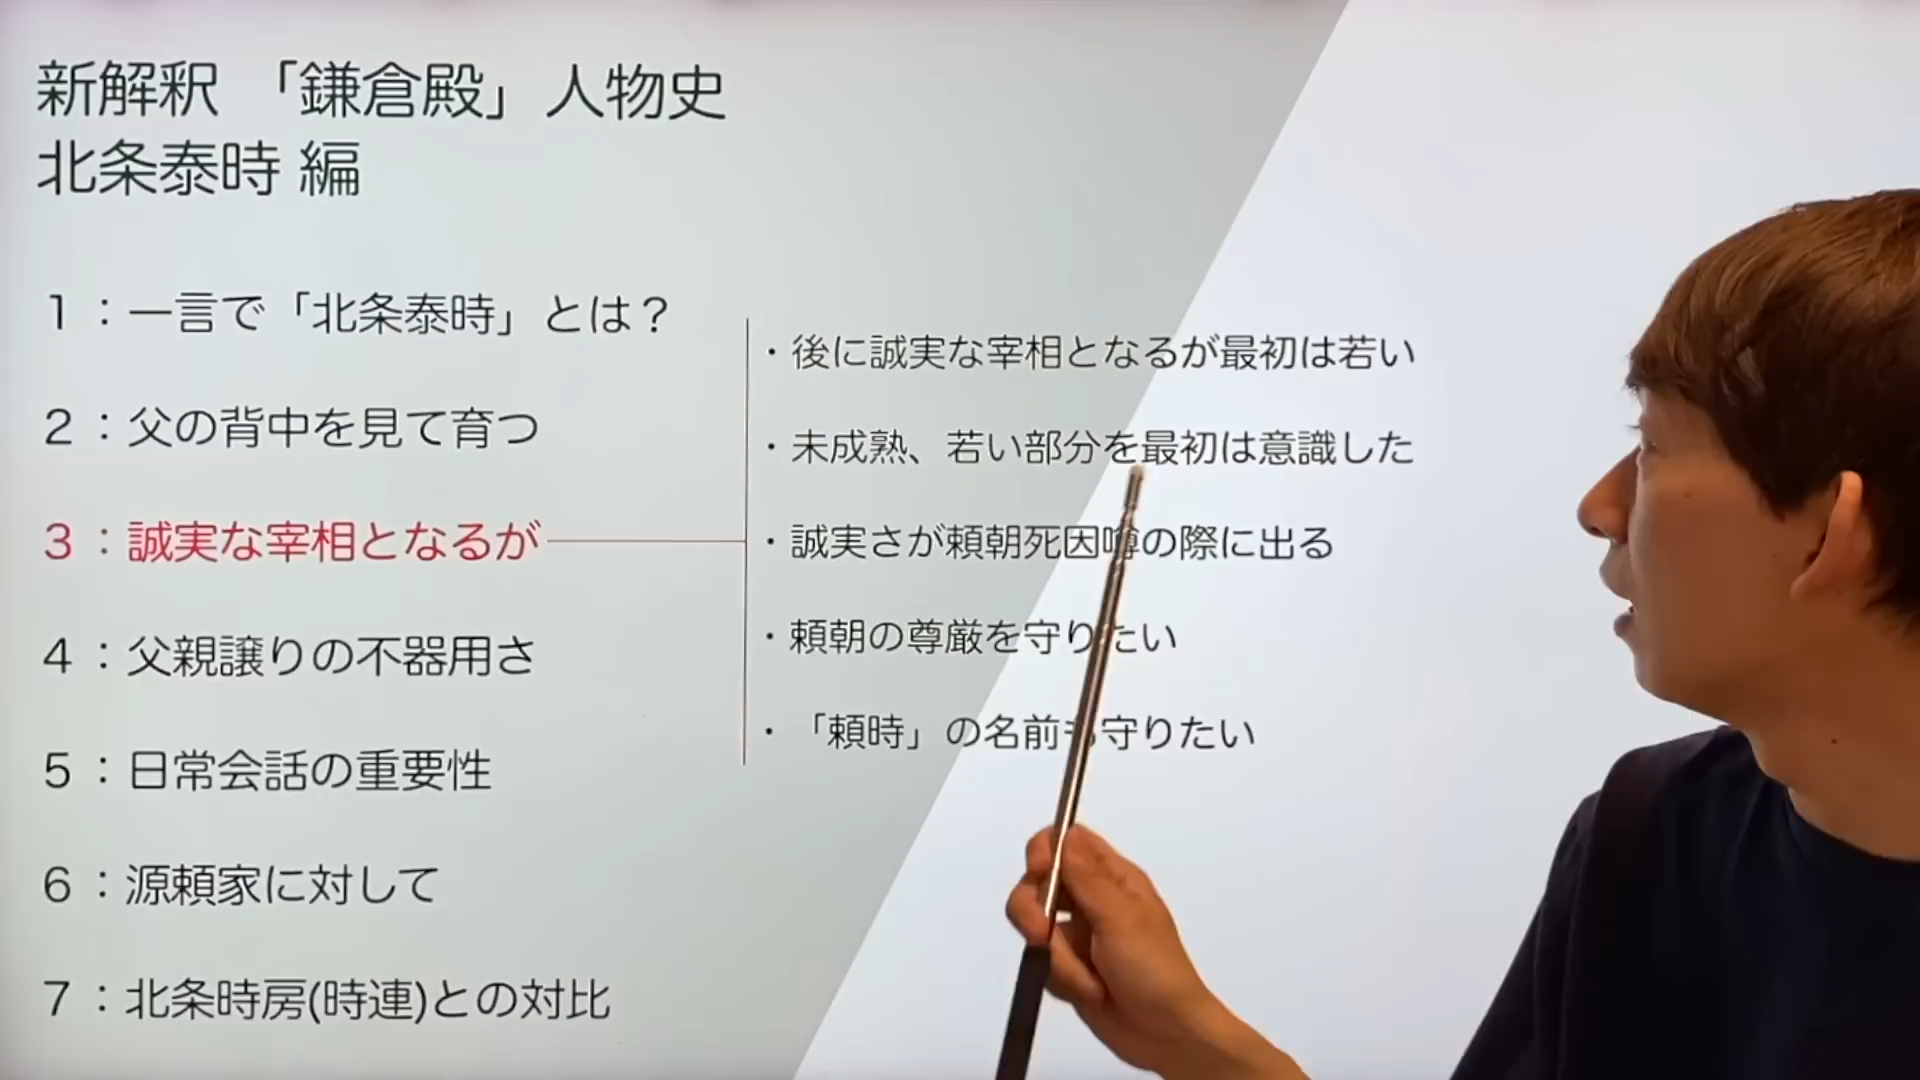 新解釈 「鎌倉殿」人物史
北条泰時 編
1：一言で「北条泰時」とは？
2：父の背中を見て育つ
3：誠実な宰相となるが
4：父親譲りの不器用さ
5：日常会話の重要性
6：源頼家に対して
7：北条時房(時連)との対比
・後に誠実な宰相となるが最初は若い
・未成熟、若い部分を最初は意識した
・誠実さが頼朝死因噂の際に出る
・頼朝の尊厳を守りたい
・「頼時」の名前も守りたい